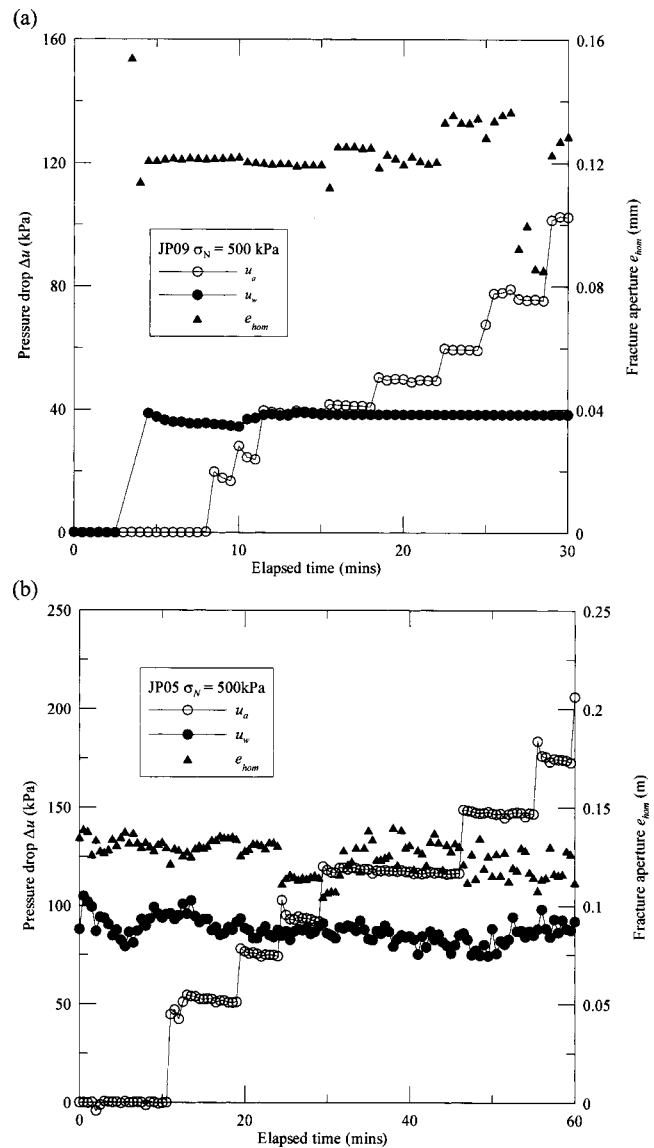 (a)
160
0.16
120
0.12
80
0.08
40
0.04
0
0
Pressure drop Δu (kPa)
Fracture aperture e_hom (mm)
JP09 σ_N = 500 kPa
u_a
u_w
e_hom
0
10
20
30
Elapsed time (mins)
(b)
250
0.25
200
0.2
150
0.15
100
0.1
50
0.05
0
0
Pressure drop Δu (kPa)
Fracture aperture e_hom (m)
JP05 σ_N = 500kPa
u_a
u_w
e_hom
0
20
40
60
Elapsed time (mins)